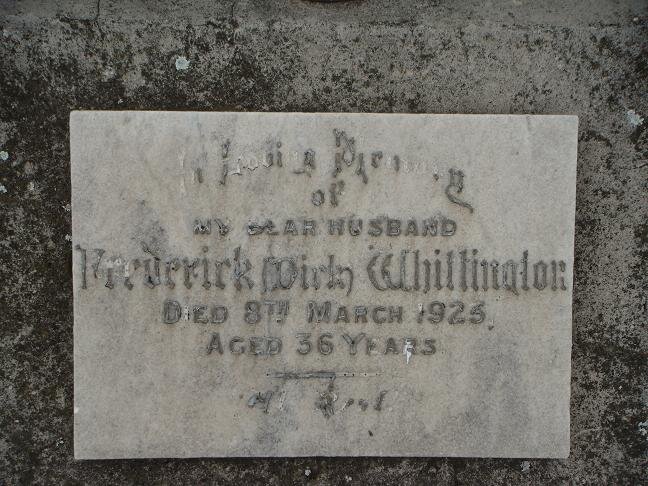 In Loving Memory
of
MY DEAR HUSBAND
Frederick Dick Whittington
DIED 8TH MARCH 1925.
AGED 36 YEARS
At Rest